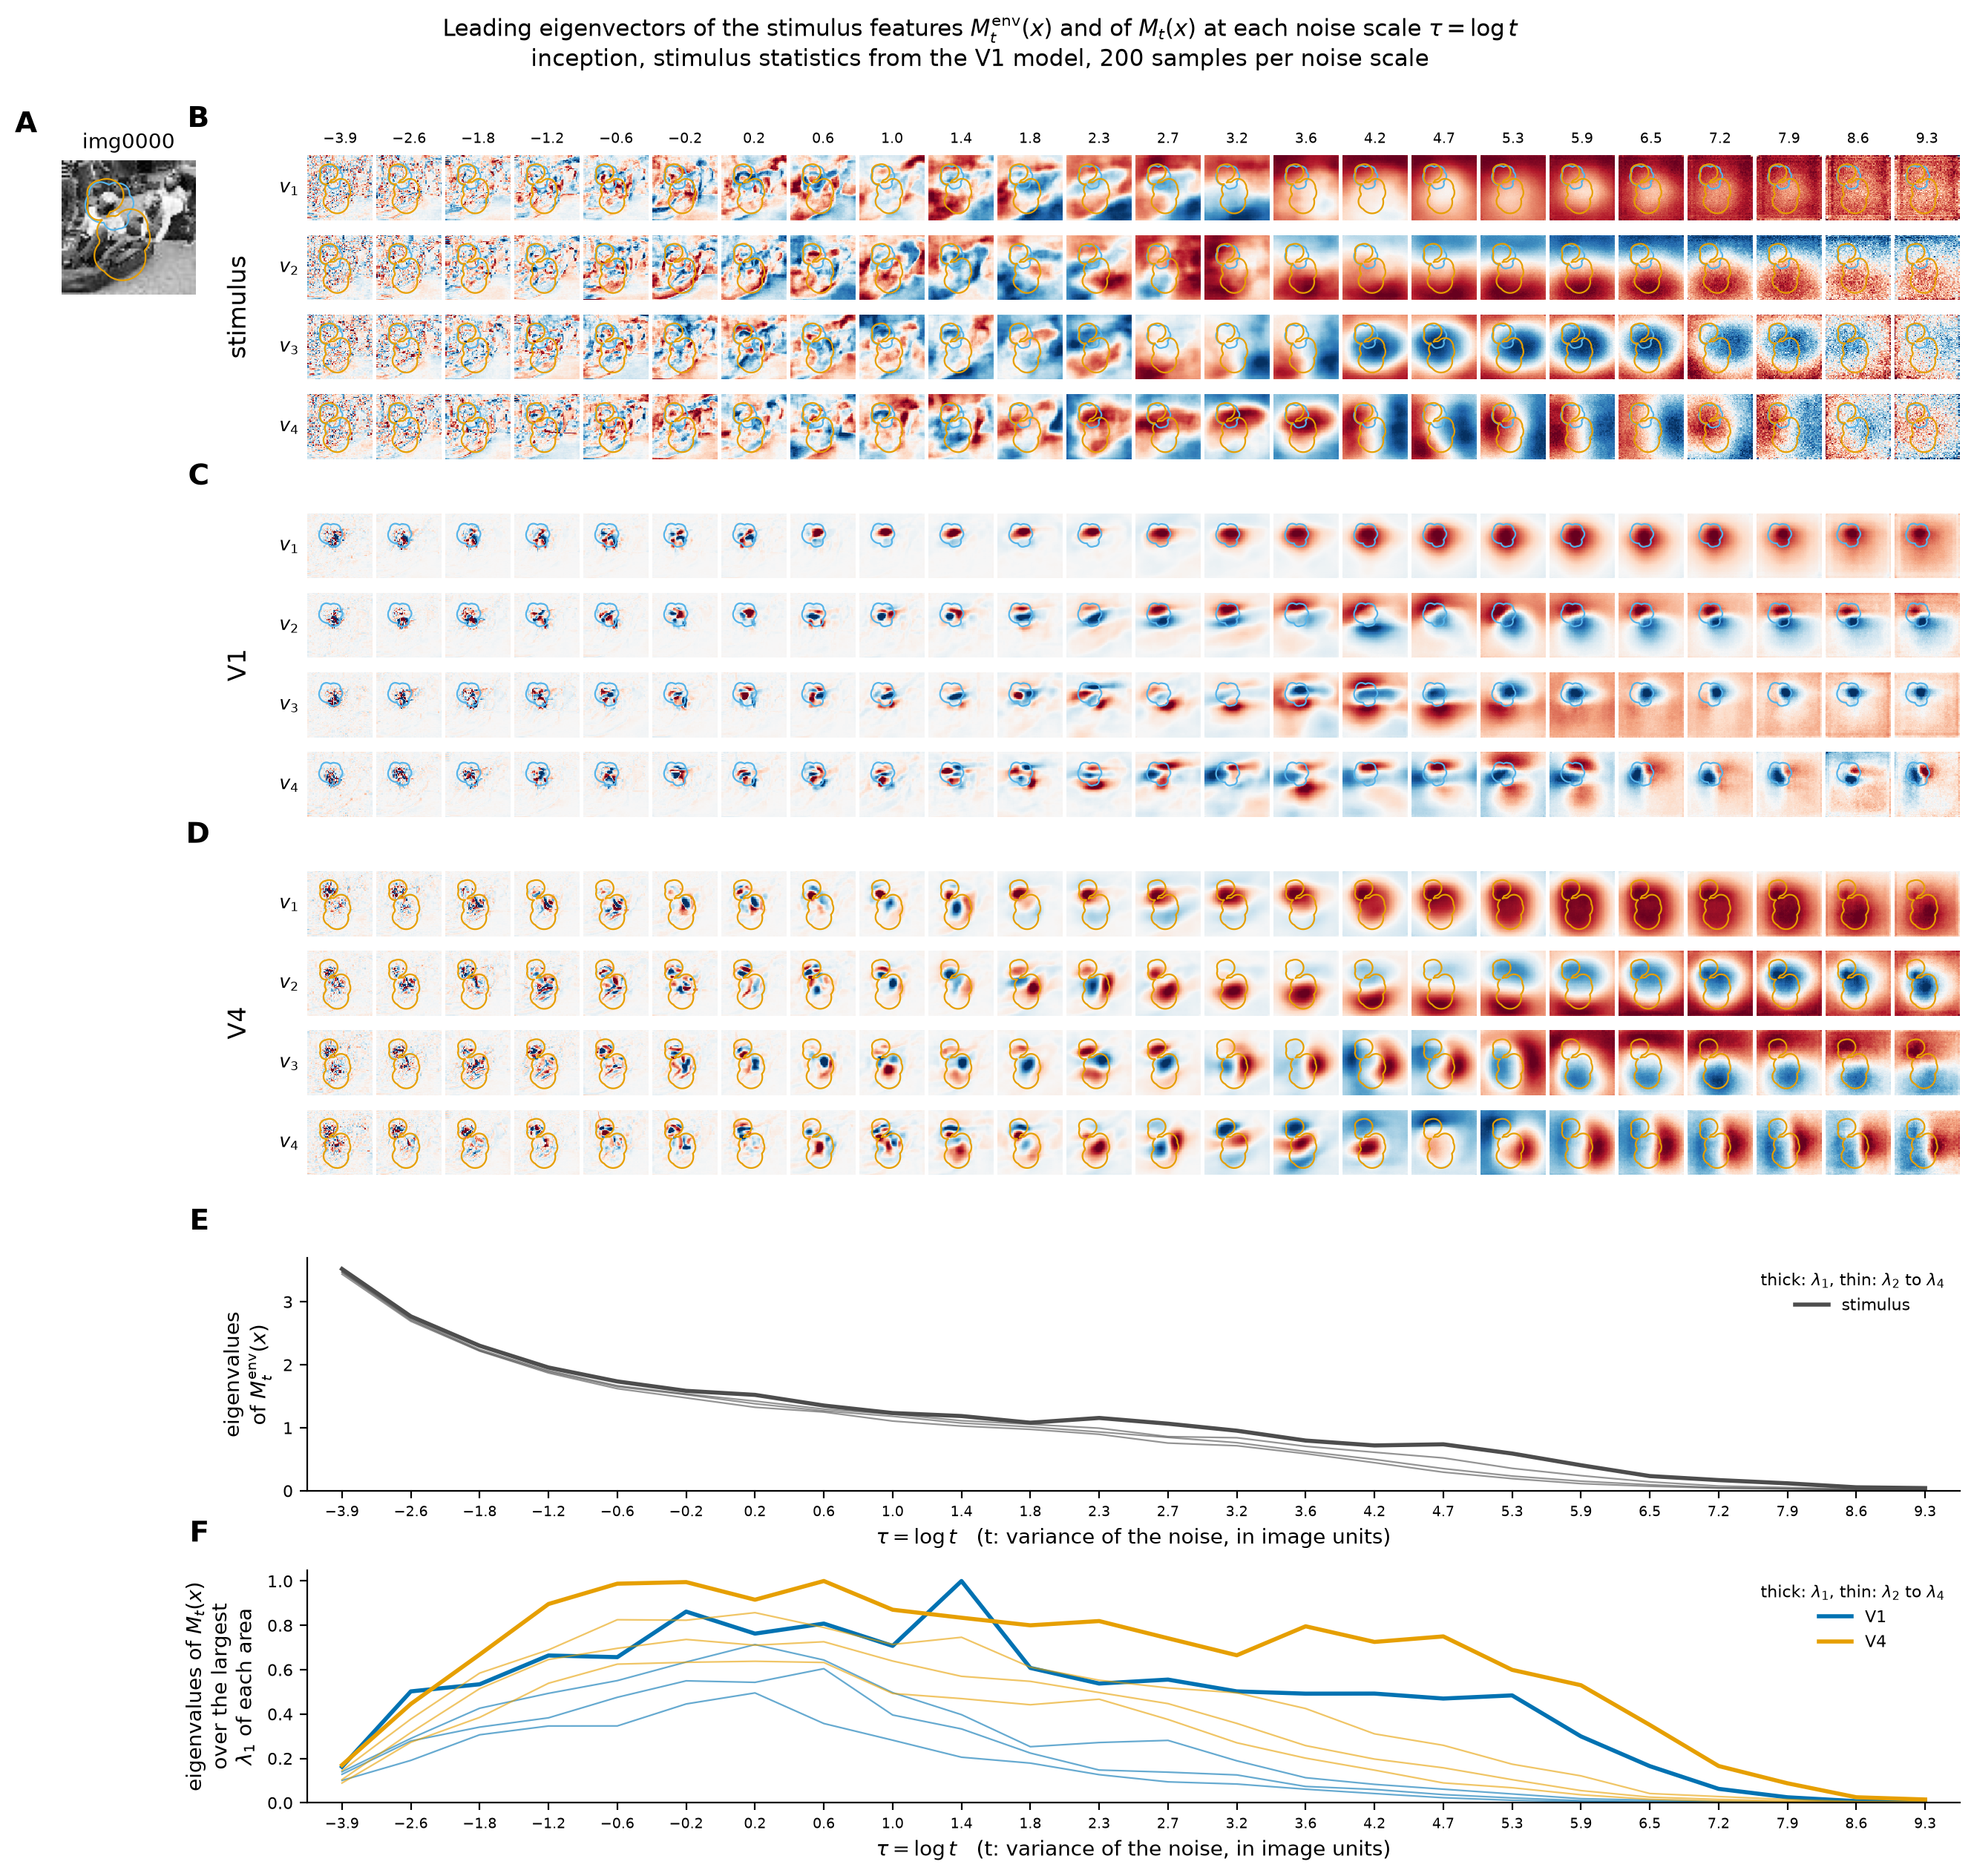 Leading eigenvectors of the stimulus features $M_t^{\mathrm{env}}(x)$ and of $M_t(x)$ at each noise scale $\tau = \log t$
inception, stimulus statistics from the V1 model, 200 samples per noise scale
A
img0000
B
−3.9 −2.6 −1.8 −1.2 −0.6 −0.2 0.2 0.6 1.0 1.4 1.8 2.3 2.7 3.2 3.6 4.2 4.7 5.3 5.9 6.5 7.2 7.9 8.6 9.3
stimulus
$v_1$
$v_2$
$v_3$
$v_4$
C
V1
$v_1$
$v_2$
$v_3$
$v_4$
D
V4
$v_1$
$v_2$
$v_3$
$v_4$
E
eigenvalues
of $M_t^{\mathrm{env}}(x)$
3
2
1
0
thick: $\lambda_1$, thin: $\lambda_2$ to $\lambda_4$
stimulus
−3.9 −2.6 −1.8 −1.2 −0.6 −0.2 0.2 0.6 1.0 1.4 1.8 2.3 2.7 3.2 3.6 4.2 4.7 5.3 5.9 6.5 7.2 7.9 8.6 9.3
$\tau = \log t$ (t: variance of the noise, in image units)
F
eigenvalues of $M_t(x)$
over the largest
$\lambda_1$ of each area
1.0
0.8
0.6
0.4
0.2
0.0
thick: $\lambda_1$, thin: $\lambda_2$ to $\lambda_4$
V1
V4
−3.9 −2.6 −1.8 −1.2 −0.6 −0.2 0.2 0.6 1.0 1.4 1.8 2.3 2.7 3.2 3.6 4.2 4.7 5.3 5.9 6.5 7.2 7.9 8.6 9.3
$\tau = \log t$ (t: variance of the noise, in image units)